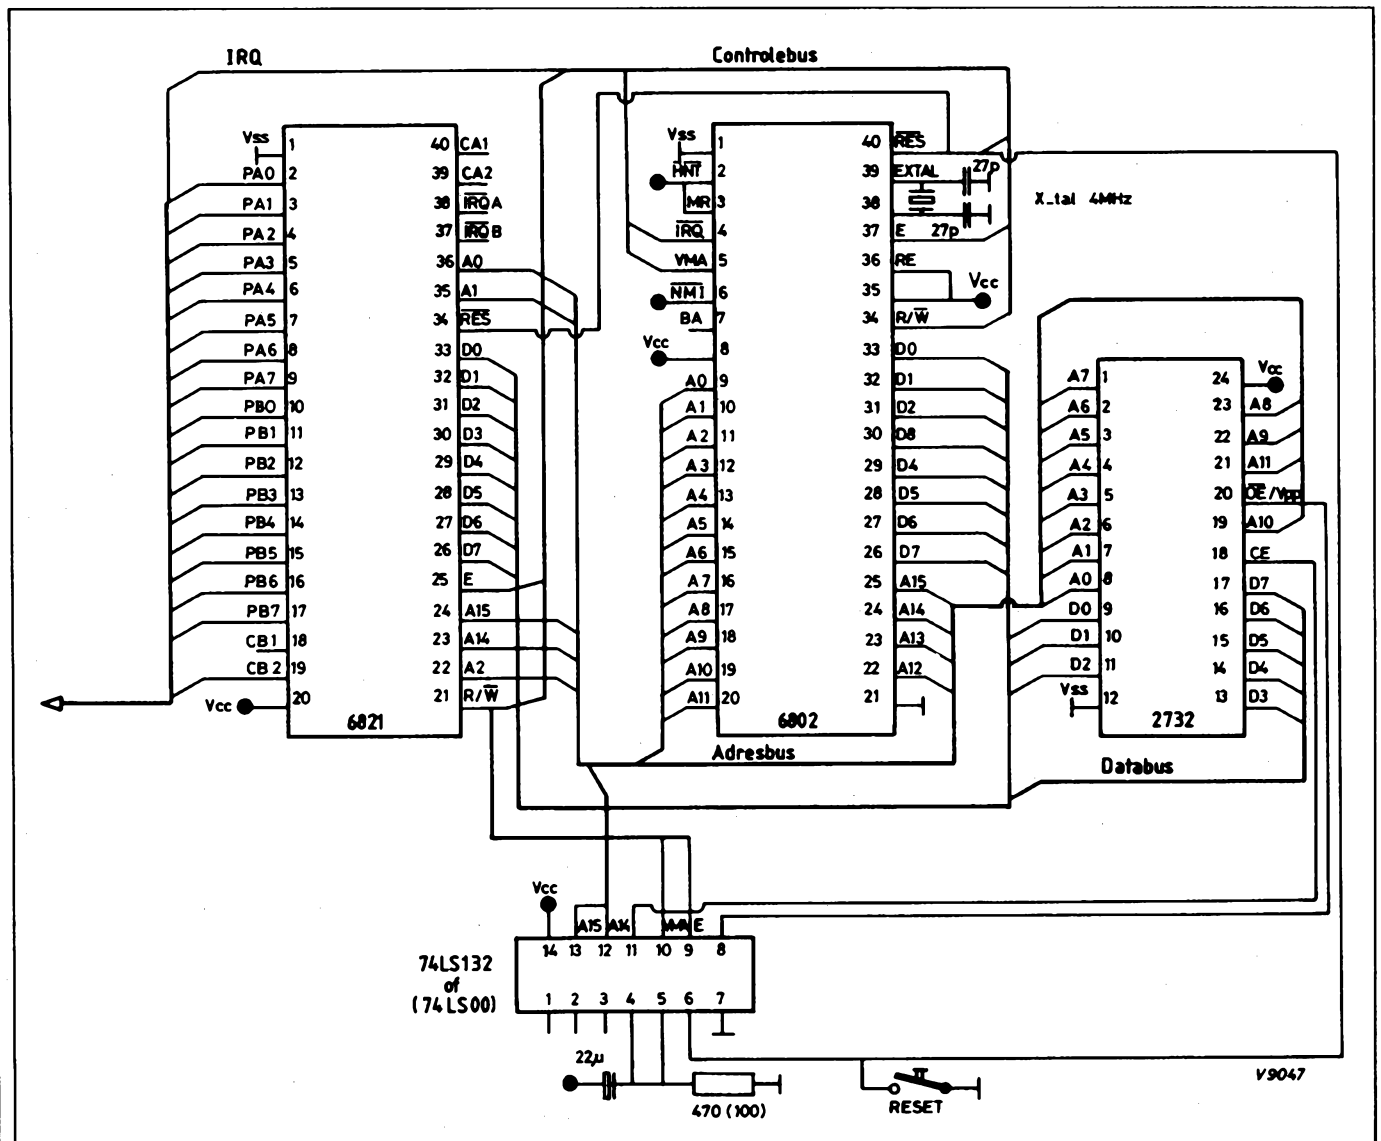 IRQ
Controlebus
Vss
1
40 CA1
PA0 2
39 CA2
PA1 3
38 IRQA
PA2 4
37 IRQB
PA3 5
36 A0
PA4 6
35 A1
PA5 7
34 RES
PA6 8
33 D0
PA7 9
32 D1
PB0 10
31 D2
PB1 11
30 D3
PB2 12
29 D4
PB3 13
28 D5
PB4 14
27 D6
PB5 15
26 D7
PB6 16
25 E
PB7 17
24 A15
CB1 18
23 A14
CB2 19
22 A2
Vcc 20
21 R/W
6821
Vss
1
40 RES
HNT 2
39 EXTAL
27p
MR 3
38
27p
X_tal 4MHz
IRQ 4
37 E
VMA 5
36 RE
NMI 6
35
Vcc
BA 7
34 R/W
Vcc 8
33 D0
A0 9
32 D1
A1 10
31 D2
A2 11
30 D8
A3 12
29 D4
A4 13
28 D5
A5 14
27 D6
A6 15
26 D7
A7 16
25 A15
A8 17
24 A14
A9 18
23 A13
A10 19
22 A12
A11 20
21
6802
A7 1
24 Vcc
A6 2
23 A8
A5 3
22 A9
A4 4
21 A11
A3 5
20 OE/Vpp
A2 6
19 A10
A1 7
18 CE
A0 8
17 D7
D0 9
16 D6
D1 10
15 D5
D2 11
14 D4
Vss 12
13 D3
2732
Adresbus
Databus
Vcc
A15 A14 VMA E
14 13 12 11 10 9 8
74LS132
of
(74LS00)
1 2 3 4 5 6 7
22µ
470 (100)
RESET
V9047